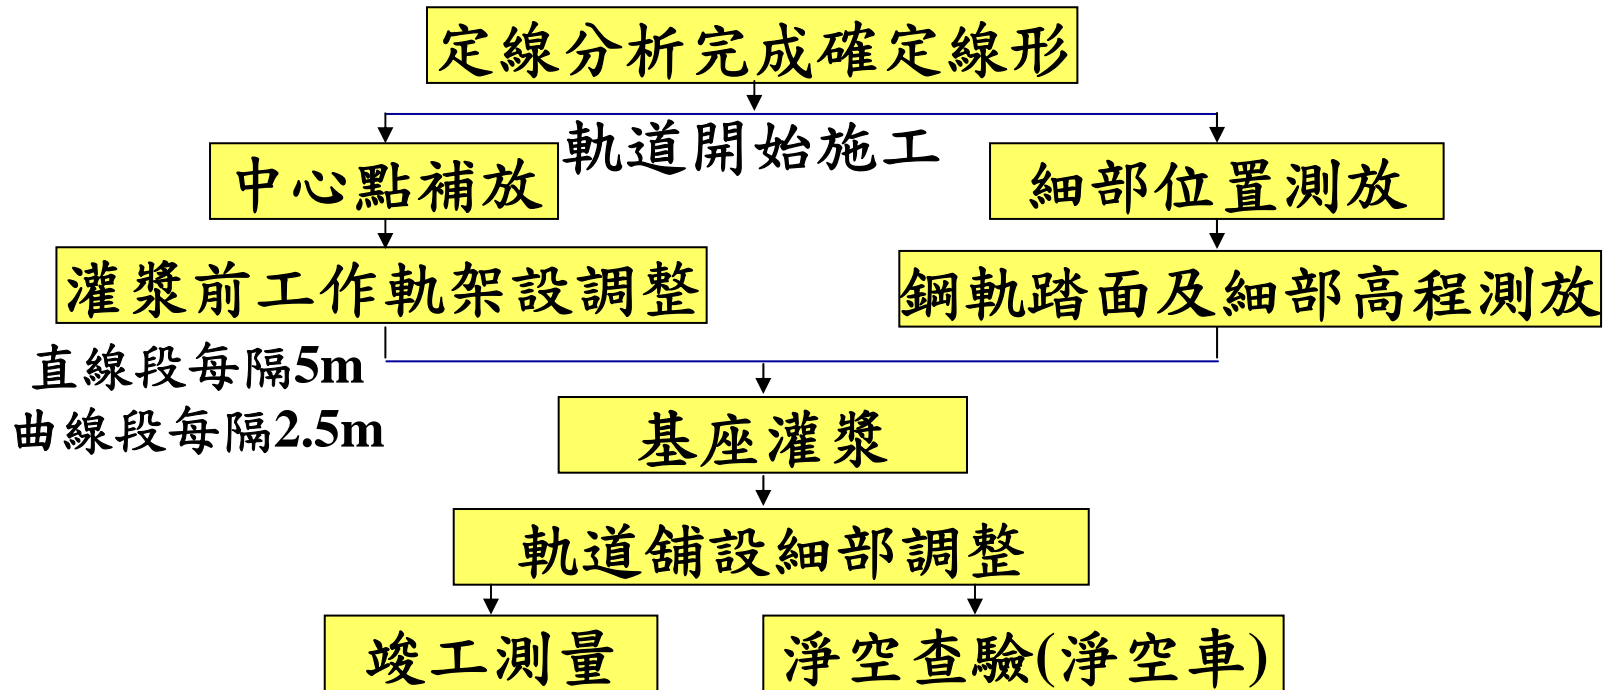 定線分析完成確定線形
軌道開始施工
中心點補放
細部位置測放
灌漿前工作軌架設調整
鋼軌踏面及細部高程測放
直線段每隔5m
曲線段每隔2.5m
基座灌漿
軌道舖設細部調整
竣工測量
淨空查驗(淨空車)